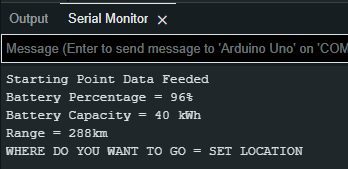 Output Serial Monitor ×
Message (Enter to send message to 'Arduino Uno' on 'COM
Starting Point Data Feeded
Battery Percentage = 96%
Battery Capacity = 40 kWh
Range = 288km
WHERE DO YOU WANT TO GO = SET LOCATION